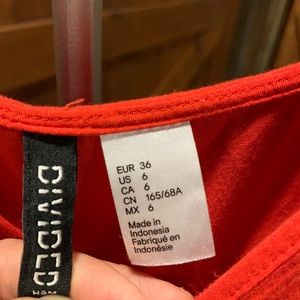 DIVIDED
H&M
EUR 36
US 6
CA 6
CN 165/68A
MX 6
Made in
Indonesia
Fabriqué en
Indonésie